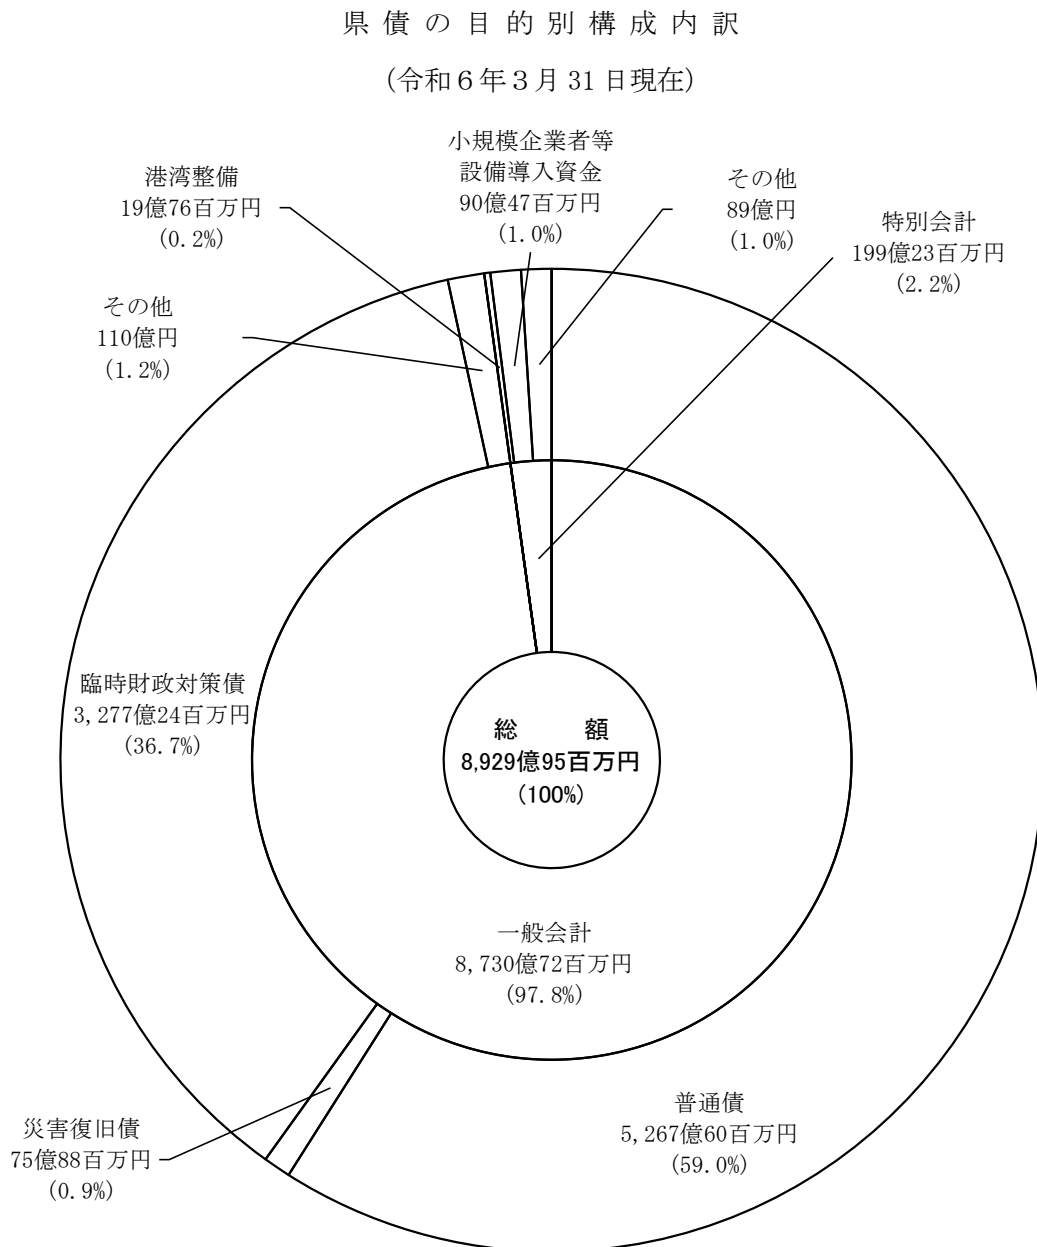 県債の目的別構成内訳
（令和６年３月31日現在）
小規模企業者等
設備導入資金
90億47百万円
(1.0%)
港湾整備
19億76百万円
(0.2%)
その他
89億円
(1.0%)
特別会計
199億23百万円
(2.2%)
その他
110億円
(1.2%)
臨時財政対策債
3,277億24百万円
(36.7%)
総　　額
8,929億95百万円
(100%)
一般会計
8,730億72百万円
(97.8%)
普通債
5,267億60百万円
(59.0%)
災害復旧債
75億88百万円
(0.9%)